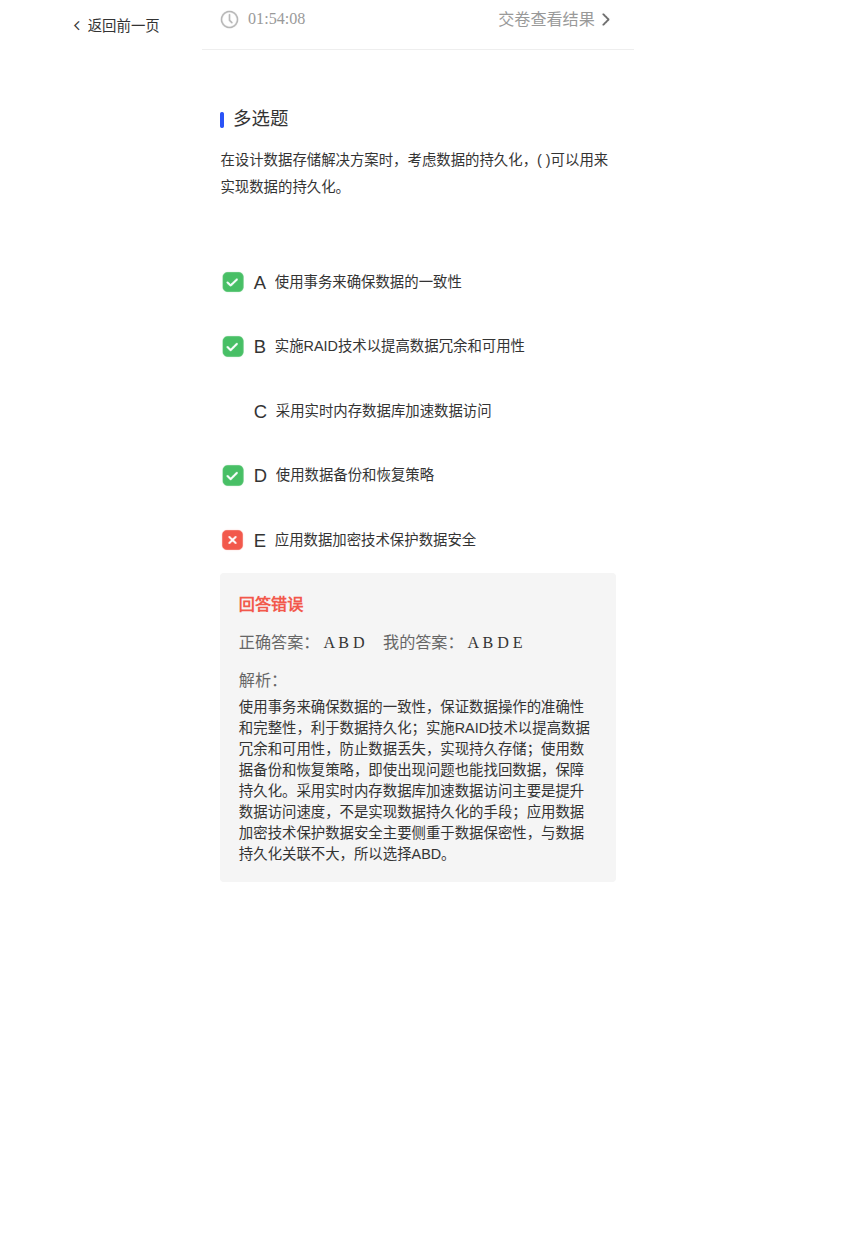 返回前一页
01:54:08 交卷查看结果
多选题
在设计数据存储解决方案时，考虑数据的持久化，( )可以用来
实现数据的持久化。
A 使用事务来确保数据的一致性
B 实施RAID技术以提高数据冗余和可用性
C 采用实时内存数据库加速数据访问
D 使用数据备份和恢复策略
E 应用数据加密技术保护数据安全
回答错误
正确答案： A B D 我的答案： A B D E
解析：
使用事务来确保数据的一致性，保证数据操作的准确性
和完整性，利于数据持久化；实施RAID技术以提高数据
冗余和可用性，防止数据丢失，实现持久存储；使用数
据备份和恢复策略，即使出现问题也能找回数据，保障
持久化。采用实时内存数据库加速数据访问主要是提升
数据访问速度，不是实现数据持久化的手段；应用数据
加密技术保护数据安全主要侧重于数据保密性，与数据
持久化关联不大，所以选择ABD。